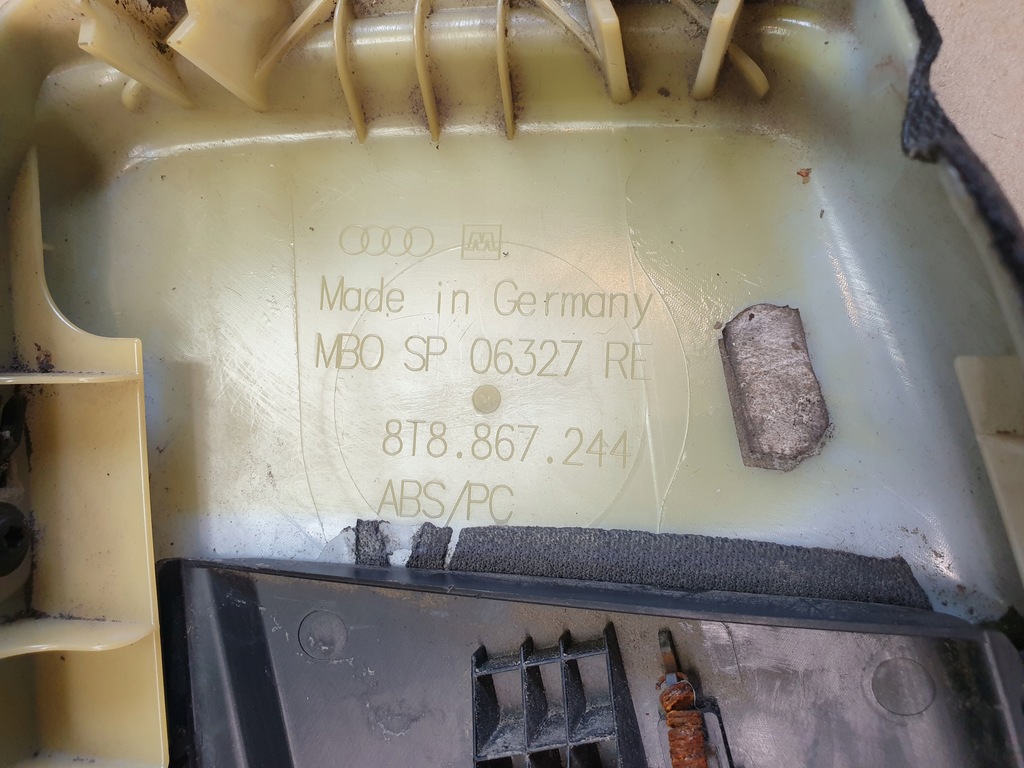 Made in Germany
MBO SP 06327 RE
8T8.867.244
ABS/PC